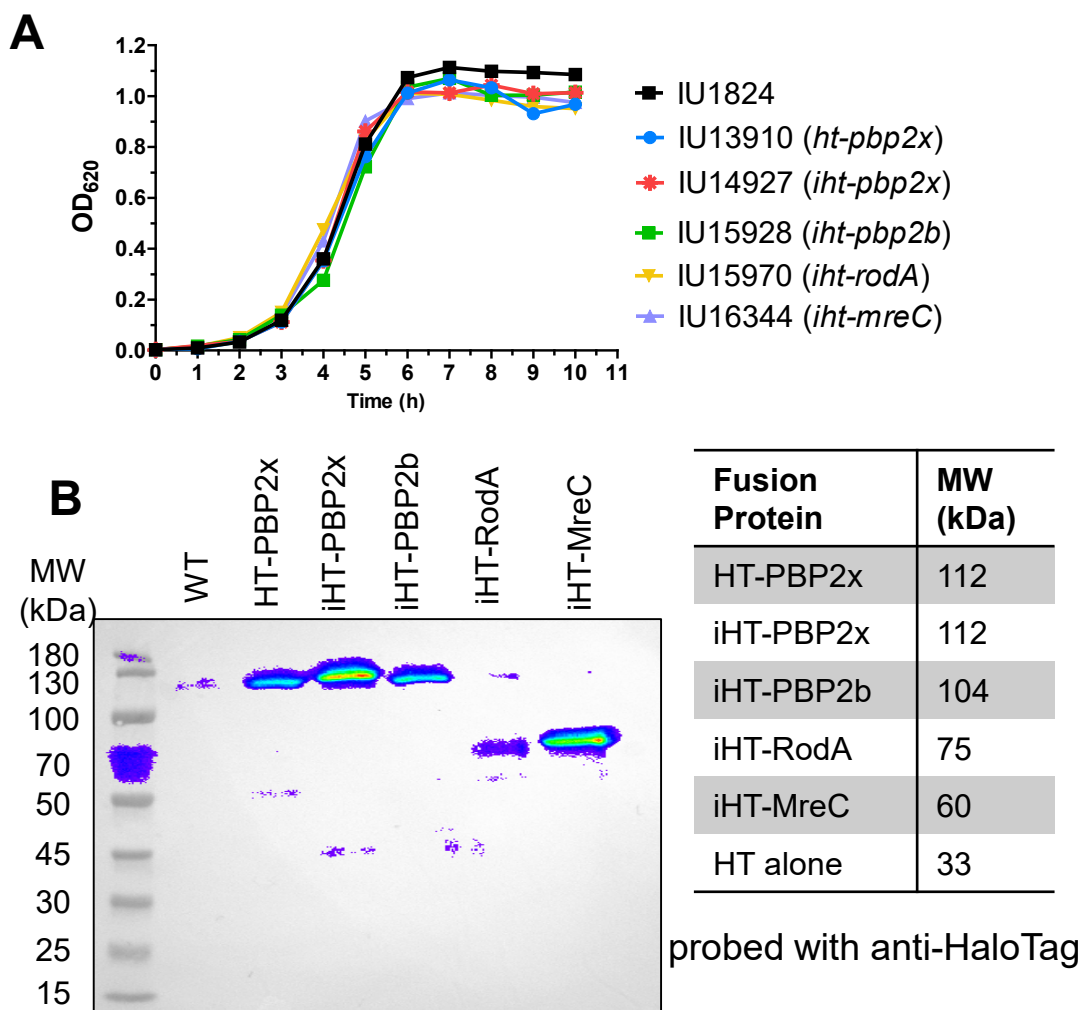 A
OD620
1.2
1.0
0.8
0.6
0.4
0.2
0.0
0 1 2 3 4 5 6 7 8 9 10 11
Time (h)
IU1824
IU13910 (ht-pbp2x)
IU14927 (iht-pbp2x)
IU15928 (iht-pbp2b)
IU15970 (iht-rodA)
IU16344 (iht-mreC)
B
MW
(kDa)
WT
HT-PBP2x
iHT-PBP2x
iHT-PBP2b
iHT-RodA
iHT-MreC
180
130
100
70
50
45
30
25
15
Fusion Protein MW (kDa)
HT-PBP2x 112
iHT-PBP2x 112
iHT-PBP2b 104
iHT-RodA 75
iHT-MreC 60
HT alone 33
probed with anti-HaloTag